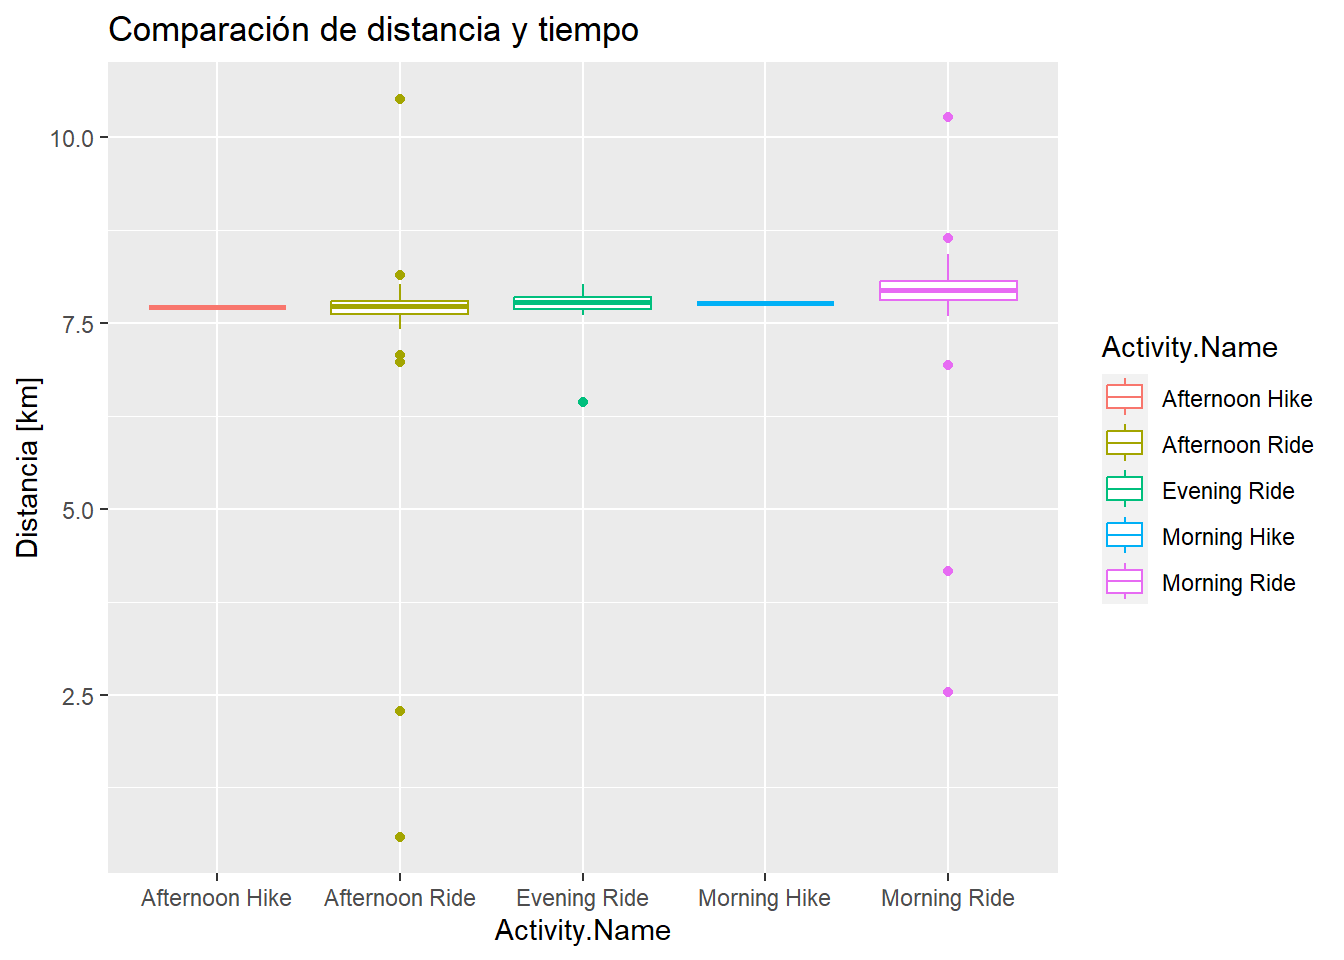 Comparación de distancia y tiempo
10.0
7.5
5.0
2.5
Distancia [km]
Afternoon Hike
Afternoon Ride
Evening Ride
Morning Hike
Morning Ride
Activity.Name
Activity.Name
Afternoon Hike
Afternoon Ride
Evening Ride
Morning Hike
Morning Ride